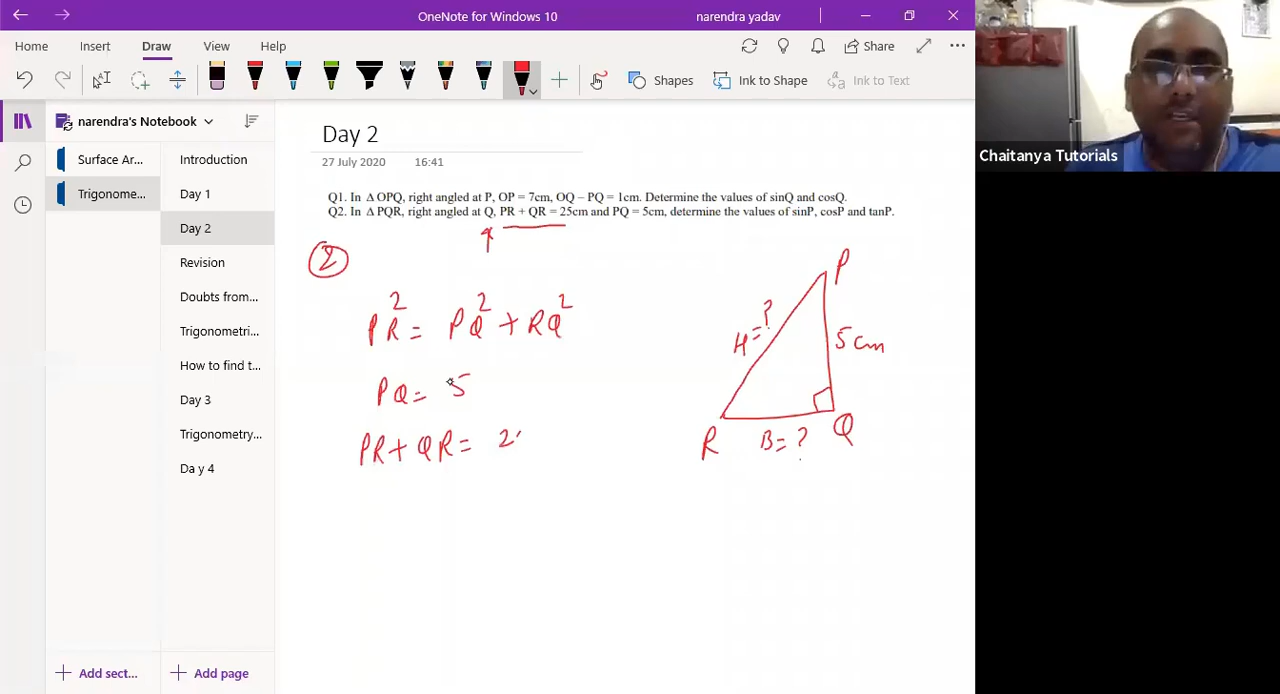 OneNote for Windows 10
narendra yadav
Home Insert Draw View Help
Share
Shapes
Ink to Shape
Ink to Text
narendra's Notebook
Surface Ar...
Trigonome...
Introduction
Day 1
Day 2
Revision
Doubts from...
Trigonometri...
How to find t...
Day 3
Trigonometry...
Da y 4
Add sect...
Add page
Day 2
27 July 2020 16:41
Q1. In Δ OPQ, right angled at P, OP = 7cm, OQ – PQ = 1cm. Determine the values of sinQ and cosQ.
Q2. In Δ PQR, right angled at Q, PR + QR = 25cm and PQ = 5cm, determine the values of sinP, cosP and tanP.
2
PR² = PQ² + RQ²
PQ = 5
PR + QR = 2
P
H = ?
5 cm
R
B = ?
Q
Chaitanya Tutorials